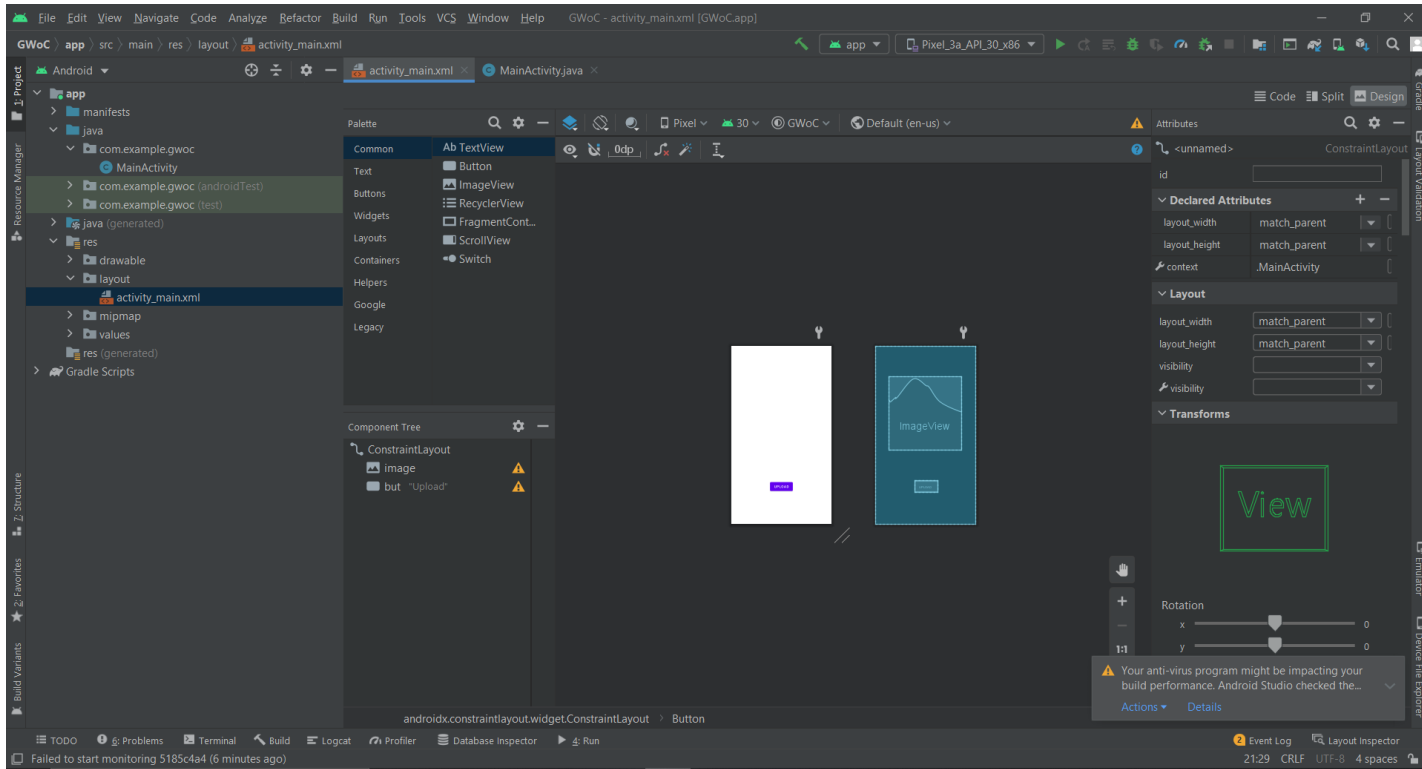 File Edit View Navigate Code Analyze Refactor Build Run Tools VCS Window Help GWoC - activity_main.xml [GWoC.app]
GWoC app src main res layout activity_main.xml
app Pixel_3a_API_30_x86
1: Project
Resource Manager
Z: Structure
2: Favorites
Build Variants
Android
app
manifests
java
com.example.gwoc
MainActivity
com.example.gwoc (androidTest)
com.example.gwoc (test)
java (generated)
res
drawable
layout
activity_main.xml
mipmap
values
res (generated)
Gradle Scripts
activity_main.xml MainActivity.java
Code Split Design
Palette
Common
Text
Buttons
Widgets
Layouts
Containers
Helpers
Google
Legacy
Ab TextView
Button
ImageView
RecyclerView
FragmentCont...
ScrollView
Switch
Component Tree
ConstraintLayout
image
but "Upload"
Pixel 30 GWoC Default (en-us)
0dp
UPLOAD
ImageView
1:1
Attributes
<unnamed> ConstraintLayout
id
Declared Attributes
layout_width match_parent
layout_height match_parent
context .MainActivity
Layout
layout_width match_parent
layout_height match_parent
visibility
visibility
Transforms
View
Rotation
x 0
y 0
Gradle
Layout Validation
Emulator
Device File Explorer
Your anti-virus program might be impacting your
build performance. Android Studio checked the...
Actions Details
androidx.constraintlayout.widget.ConstraintLayout Button
TODO 6: Problems Terminal Build Logcat Profiler Database Inspector 4: Run 2 Event Log Layout Inspector
Failed to start monitoring 5185c4a4 (6 minutes ago) 21:29 CRLF UTF-8 4 spaces